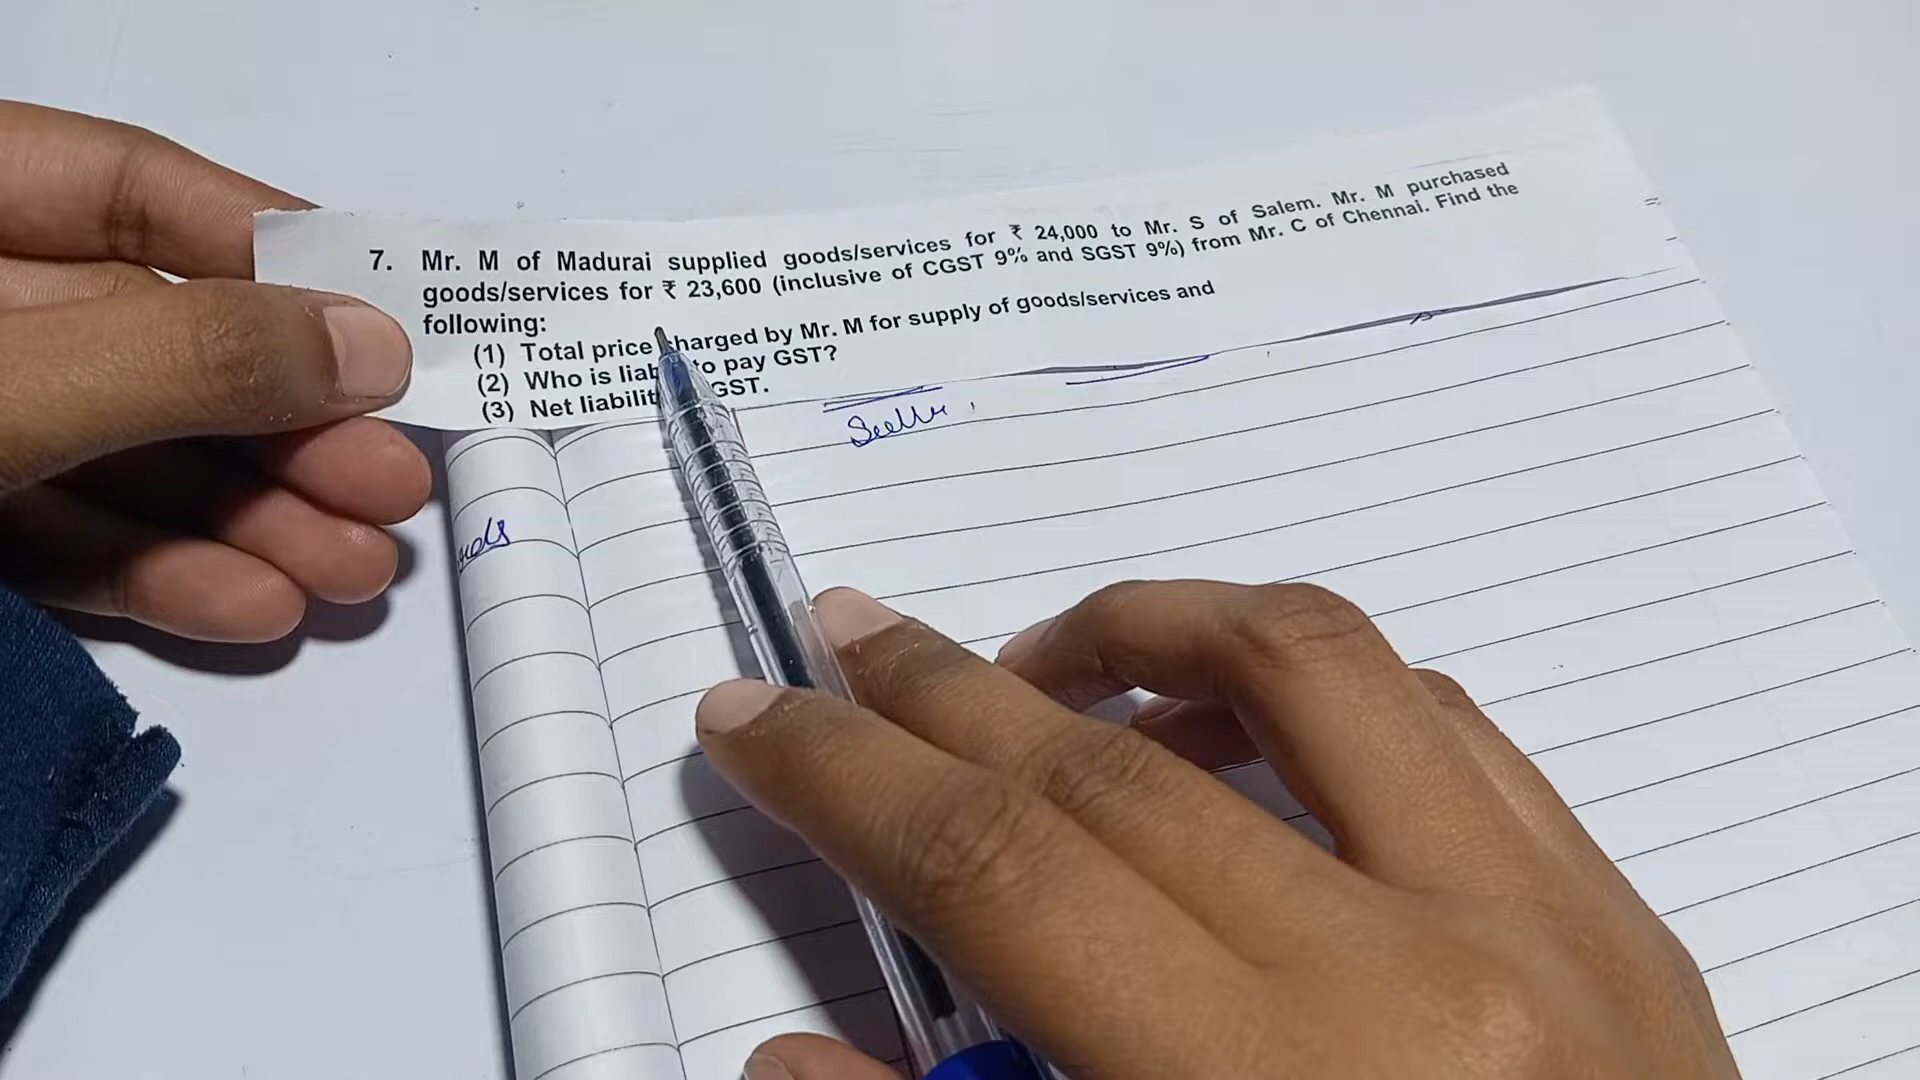 7. Mr. M of Madurai supplied goods/services for ₹ 24,000 to Mr. S of Salem. Mr. M purchased
goods/services for ₹ 23,600 (inclusive of CGST 9% and SGST 9%) from Mr. C of Chennai. Find the
following:
(1) Total price charged by Mr. M for supply of goods/services and
(2) Who is liab to pay GST?
(3) Net liabilit GST.